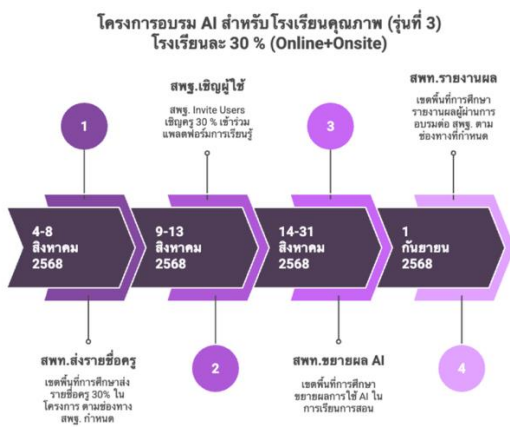 โครงการอบรม AI สำหรับโรงเรียนคุณภาพ (รุ่นที่ 3)
โรงเรียนละ 30 % (Online+Onsite)
1
4-8
สิงหาคม
2568
สพท.ส่งรายชื่อครู
เขตพื้นที่การศึกษาส่ง
รายชื่อครู 30% ใน
โครงการ ตามช่องทาง
สพฐ. กำหนด
สพฐ.เชิญผู้ใช้
สพฐ. Invite Users
เชิญครู 30 % เข้าร่วม
แพลตฟอร์มการเรียนรู้
9-13
สิงหาคม
2568
2
3
14-31
สิงหาคม
2568
สพท.ขยายผล AI
เขตพื้นที่การศึกษา
ขยายผลการใช้ AI ใน
การเรียนการสอน
สพท.รายงานผล
เขตพื้นที่การศึกษา
รายงานผลผู้ผ่านการ
อบรมต่อ สพฐ. ตาม
ช่องทางที่กำหนด
1
กันยายน
2568
4